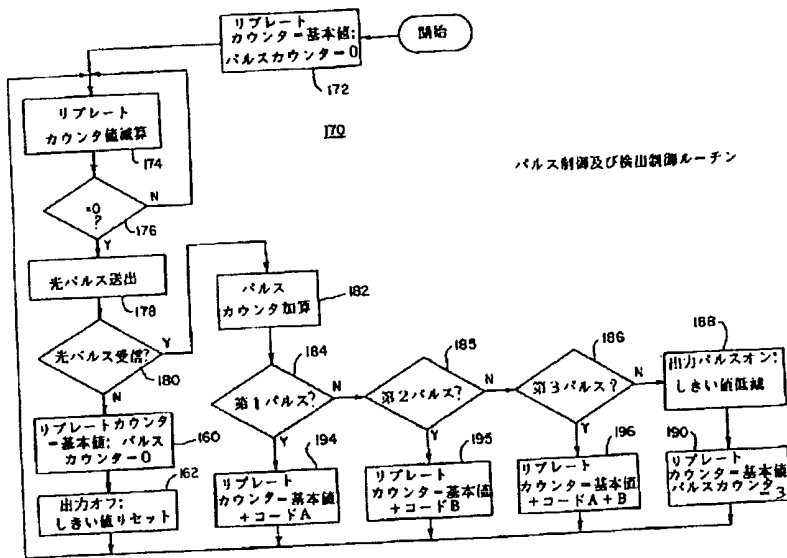 リプレート
カウンター=基本値:
パルスカウンター=0
172
開始
170
パルス制御及び検出制御ルーチン
リプレート
カウンタ値減算
174
=0
?
176
N
Y
光パルス送出
178
光パルス受信?
180
Y
N
リプレートカウンタ
=基本値: パルス
カウンター=0
160
162
出力オフ:
しきい値リセット
パルス
カウンタ加算
182
184
第1パルス?
N
Y
185
第2パルス?
N
Y
186
第3パルス?
N
Y
188
出力パルスオン:
しきい値低減
194
リプレート
カウンター=基本値
+コードA
195
リプレート
カウンター=基本値
+コードB
196
リプレート
カウンター=基本値
+コードA+B
190
リプレート
カウンター=基本値
パルスカウンタ
=3